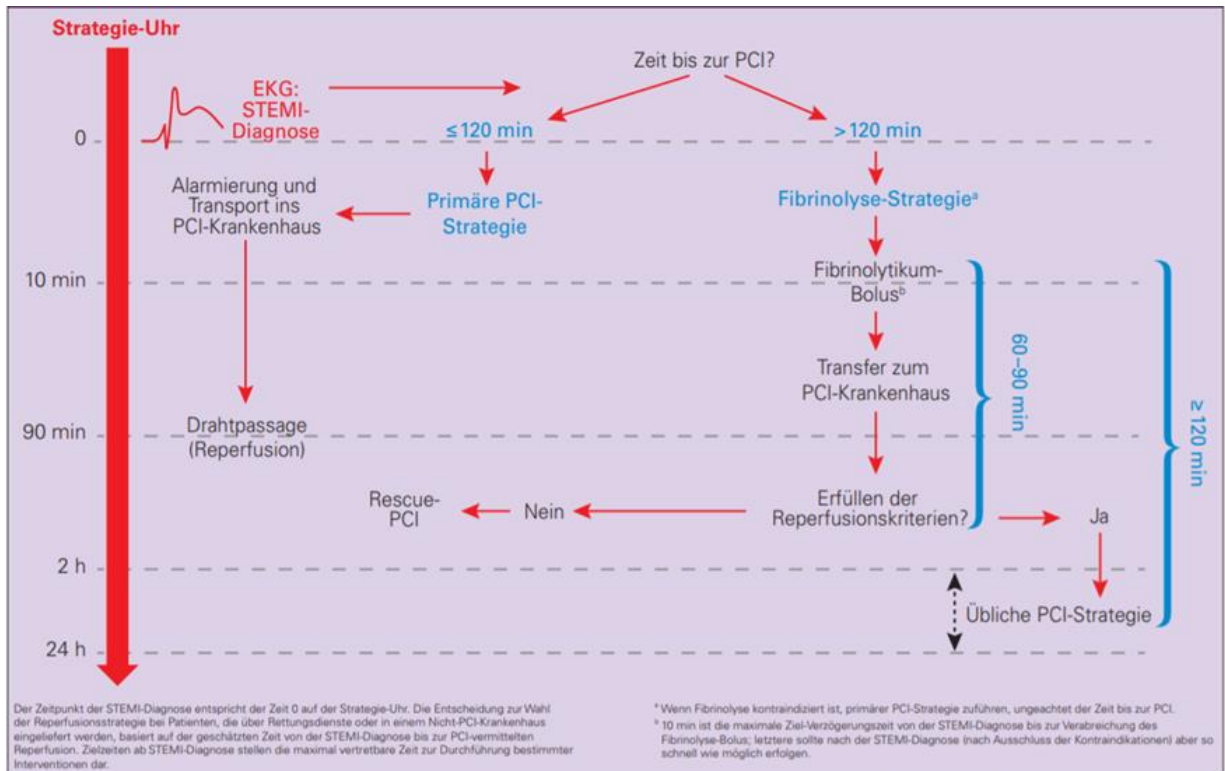 Strategie-Uhr
Zeit bis zur PCI?
EKG:
STEMI-
Diagnose
0
≤ 120 min
> 120 min
Alarmierung und
Transport ins
PCI-Krankenhaus
Primäre PCI-
Strategie
Fibrinolyse-Strategieᵃ
10 min
Fibrinolytikum-
Bolusᵇ
Transfer zum
PCI-Krankenhaus
60–90 min
≥ 120 min
90 min
Drahtpassage
(Reperfusion)
Rescue-
PCI
Nein
Erfüllen der
Reperfusionskriterien?
Ja
2 h
Übliche PCI-Strategie
24 h
Der Zeitpunkt der STEMI-Diagnose entspricht der Zeit 0 auf der Strategie-Uhr. Die Entscheidung zur Wahl
der Reperfusionsstrategie bei Patienten, die über Rettungsdienste oder in einem Nicht-PCI-Krankenhaus
eingeliefert werden, basiert auf der geschätzten Zeit von der STEMI-Diagnose bis zur PCI-vermittelten
Reperfusion. Zielzeiten ab STEMI-Diagnose stellen die maximal vertretbare Zeit zur Durchführung bestimmter
Interventionen dar.
ᵃ Wenn Fibrinolyse kontraindiziert ist, primärer PCI-Strategie zuführen, ungeachtet der Zeit bis zur PCI.
ᵇ 10 min ist die maximale Ziel-Verzögerungszeit von der STEMI-Diagnose bis zur Verabreichung des
Fibrinolyse-Bolus; letztere sollte nach der STEMI-Diagnose (nach Ausschluss der Kontraindikationen) aber so
schnell wie möglich erfolgen.